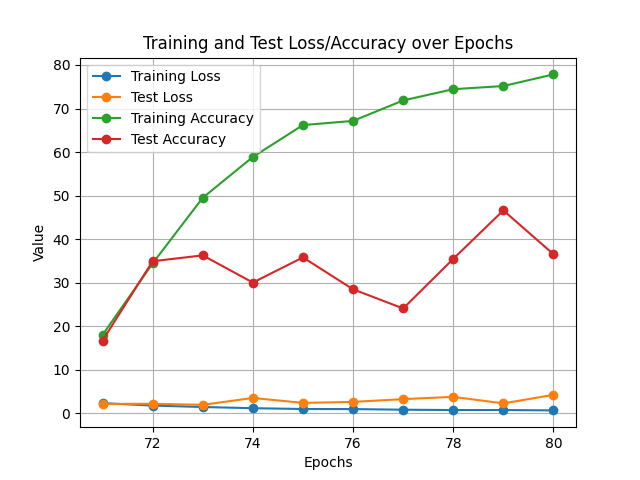 Training and Test Loss/Accuracy over Epochs
Training Loss
Test Loss
Training Accuracy
Test Accuracy
80
70
60
50
40
30
20
10
0
Value
72 74 76 78 80
Epochs